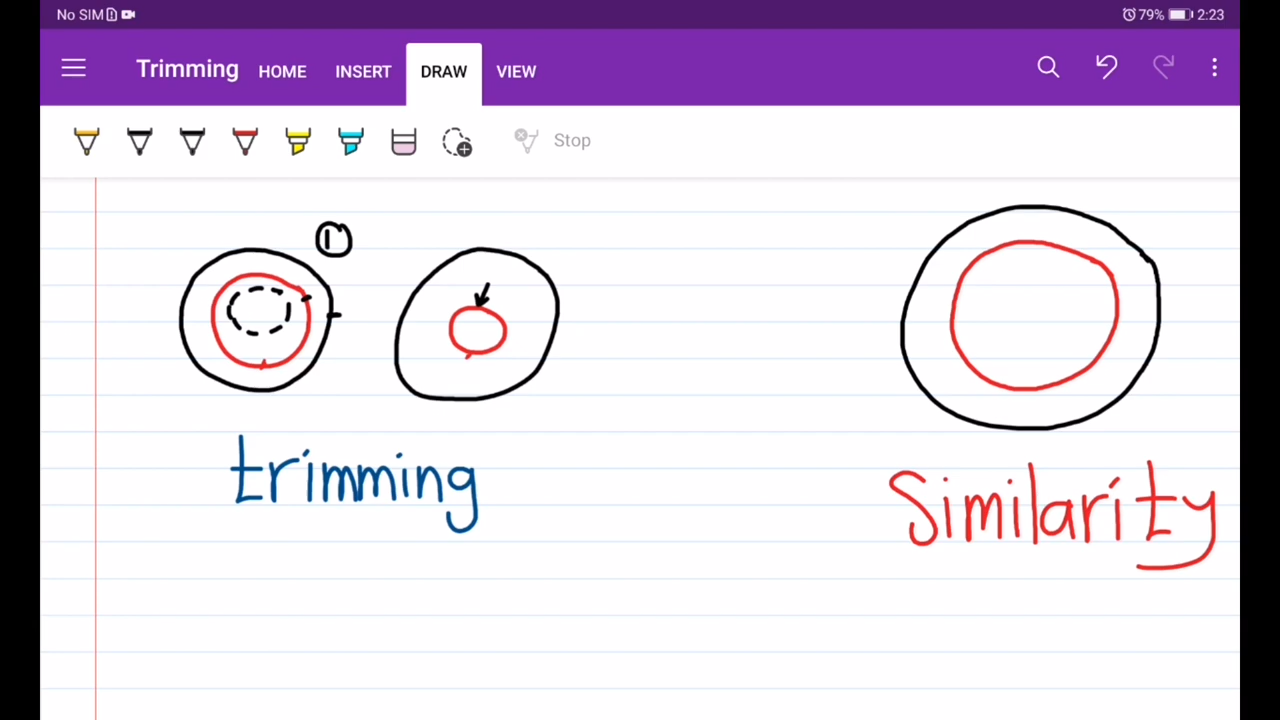 No SIM 79% 2:23
Trimming HOME INSERT DRAW VIEW
Stop
①
trimming
Similarity